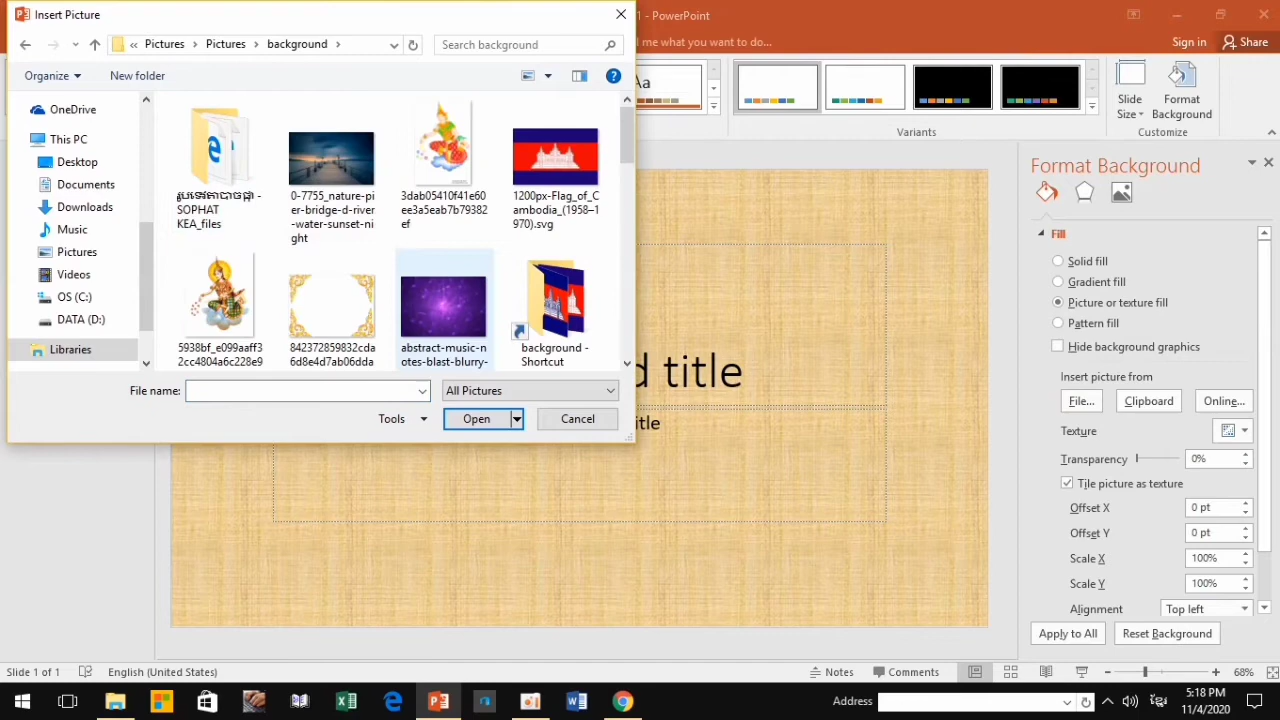 Insert Picture
1 - PowerPoint
« Pictures > Pictures > background >
Search background
me what you want to do...
Sign in
Share
Organize
New folder
Aa
Slide
Size
Format
Background
Variants
Customize
OneDrive
This PC
Desktop
Documents
Downloads
Music
Pictures
Videos
OS (C:)
DATA (D:)
Libraries
SOPHAT
KEA_files
0-7755_nature-pi
er-bridge-d-river
-water-sunset-ni
ght
3dab05410f41e60
ee3a5eab7b79382
ef
1200px-Flag_of_C
ambodia_(1958–1
970).svg
5938bf_e099aaff3
2cc4804a6c228e9
842372859832cda
6d8e4d7ab06dda
abstract-music-n
otes-blast-blurry-
background -
Shortcut
File name:
All Pictures
Tools
Open
Cancel
d title
itle
Format Background
Fill
Solid fill
Gradient fill
Picture or texture fill
Pattern fill
Hide background graphics
Insert picture from
File...
Clipboard
Online...
Texture
Transparency
0%
Tile picture as texture
Offset X
0 pt
Offset Y
0 pt
Scale X
100%
Scale Y
100%
Alignment
Top left
Apply to All
Reset Background
Slide 1 of 1
English (United States)
Notes
Comments
68%
Address
5:18 PM
11/4/2020